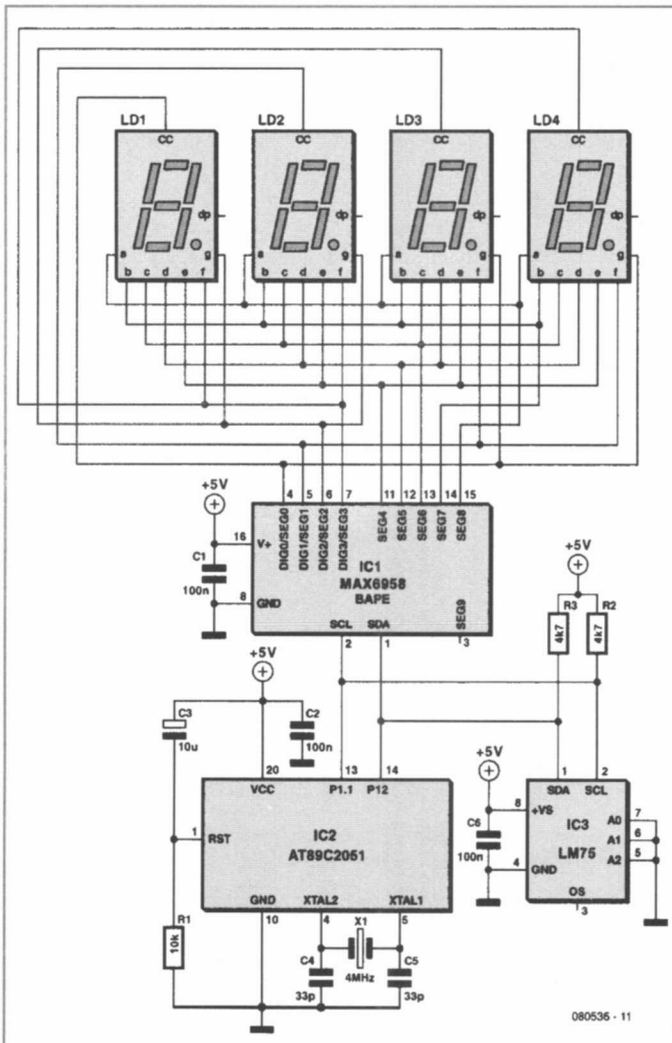 LD1 LD2 LD3 LD4
CC CC CC CC
dp dp dp dp
a g a g a g a g
b c d e f b c d e f b c d e f b c d e f
+5V
4 5 6 7 11 12 13 14 15
16 V+ DIG0/SEG0 DIG1/SEG1 DIG2/SEG2 DIG3/SEG3 SEG4 SEG5 SEG6 SEG7 SEG8
C1
100n
IC1
MAX6958
BAPE
8 GND
SCL SDA SEG9
2 1 3
+5V
R3 R2
4k7 4k7
+5V
C3
10u
C2
100n
20 13 14
VCC P1.1 P12
1 RST
IC2
AT89C2051
GND XTAL2 XTAL1
10 4 5
R1
10k
X1
4MHz
C4
33p
C5
33p
+5V
1 2
SDA SCL
8 +VS
C6
100n
IC3
LM75
A0 7
A1 6
A2 5
4 GND
OS
3
080536 - 11